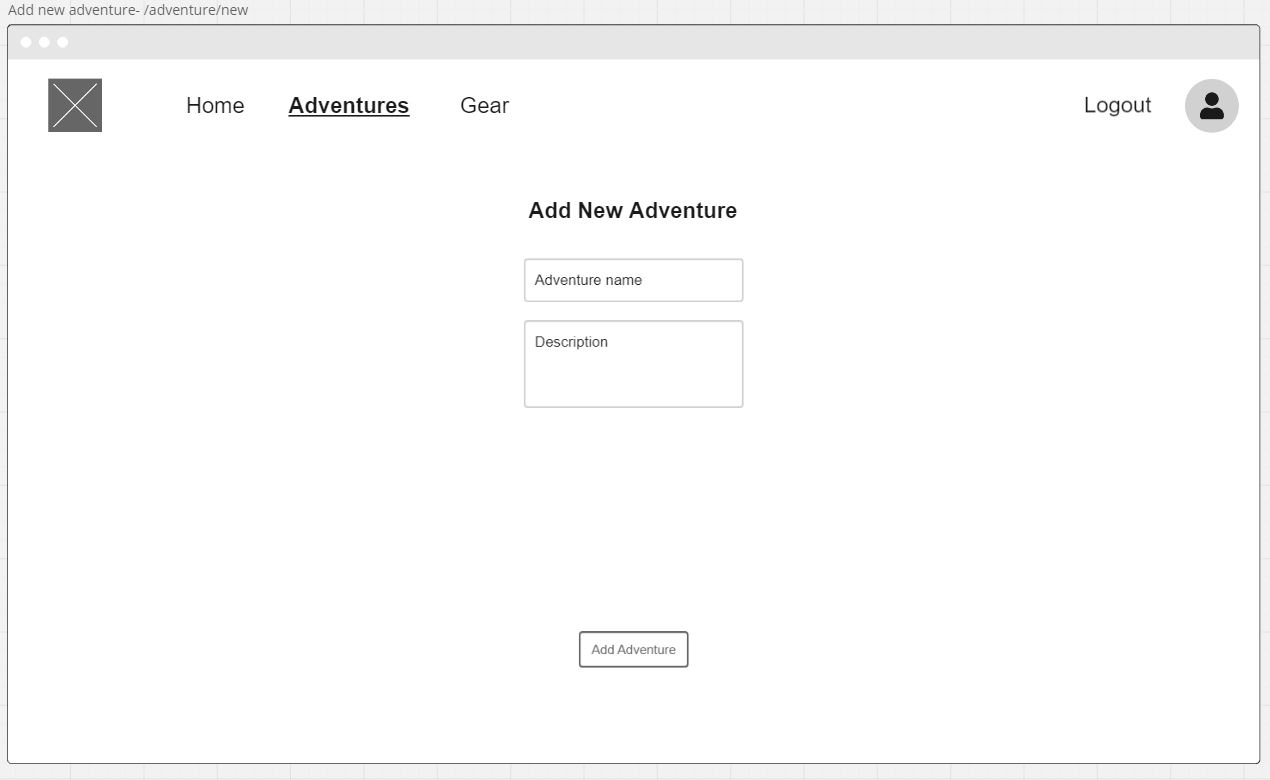 Add new adventure- /adventure/new
Home Adventures Gear Logout
Add New Adventure
Adventure name
Description
Add Adventure